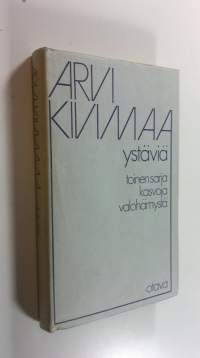 ARVI
KIVIMAA
ystäviä
toinen sarja
kasvoja
valohämystä
otava